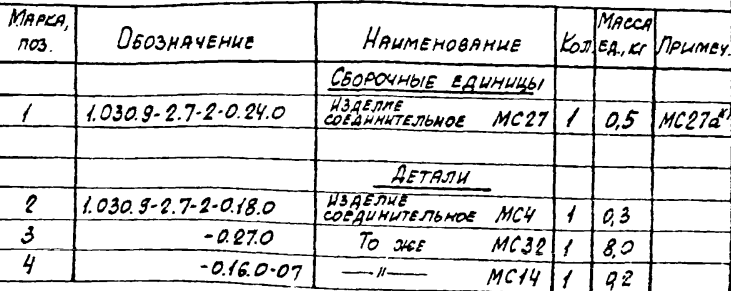 Марка, поз. Обозначение Наименование Кол. Масса ед., кг Примеч.
Сборочные единицы
1 1.030.9-2.7-2-0.24.0 Изделие соединительное МС27 1 0,5 МС27а*)
Детали
2 1.030.9-2.7-2-0.18.0 Изделие соединительное МС4 1 0,3
3 -0.27.0 То же МС32 1 8,0
4 -0.16.0-07 —"— МС14 1 0,2